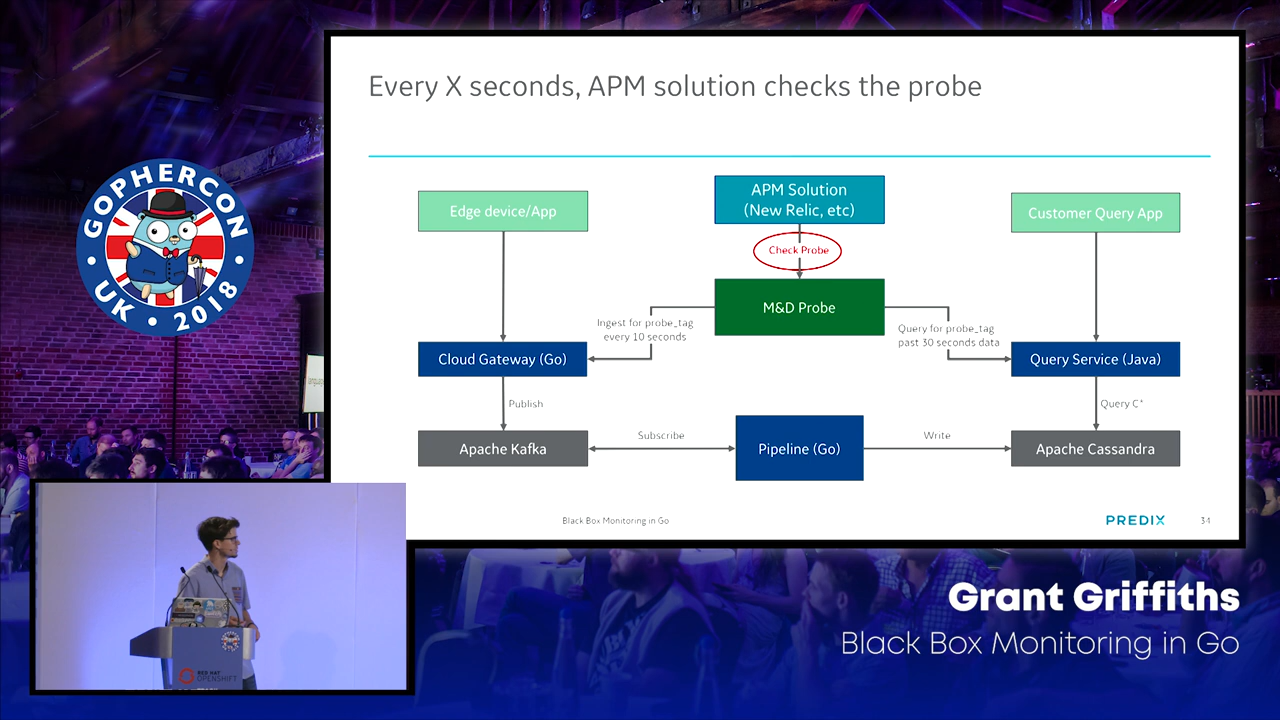 GOPHERCON
UK
2018
Every X seconds, APM solution checks the probe
Edge device/App
APM Solution
(New Relic, etc)
Customer Query App
Check Probe
M&D Probe
Ingest for probe_tag
every 10 seconds
Query for probe_tag
past 30 seconds data
Cloud Gateway (Go)
Query Service (Java)
Publish
Query C*
Apache Kafka
Subscribe
Pipeline (Go)
Write
Apache Cassandra
Black Box Monitoring in Go
PREDIX
34
RED HAT
OPENSHIFT
Grant Griffiths
Black Box Monitoring in Go